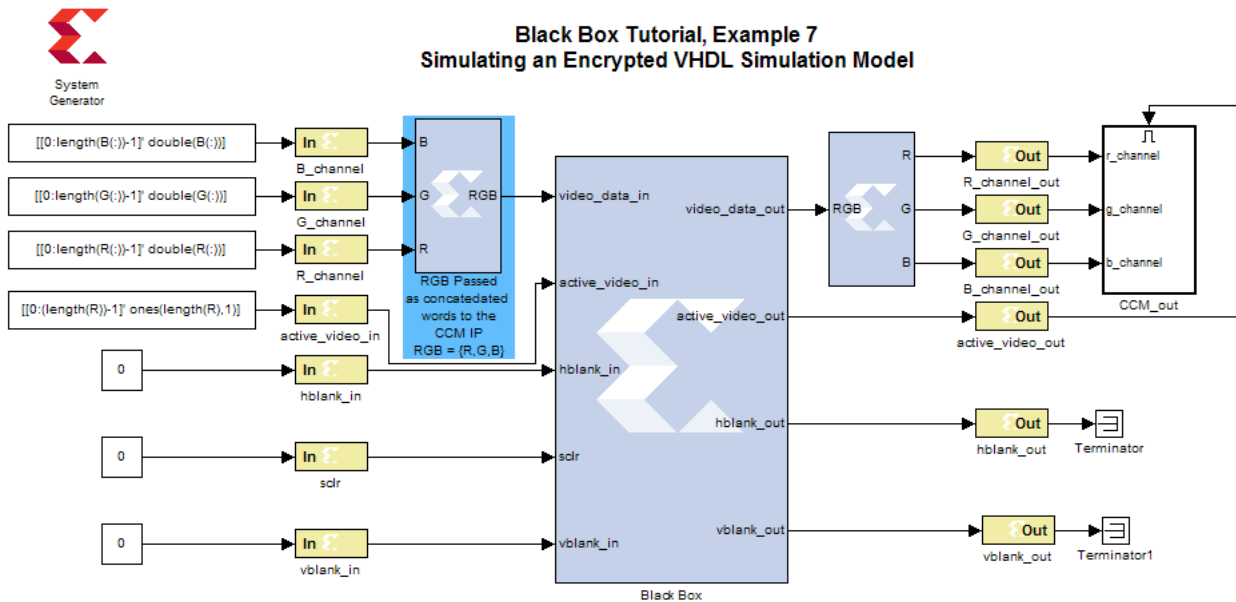 Black Box Tutorial, Example 7
Simulating an Encrypted VHDL Simulation Model
System
Generator
[[0:length(B(:))-1]' double(B(:))]
In
B_channel
[[0:length(G(:))-1]' double(G(:))]
In
G_channel
[[0:length(R(:))-1]' double(R(:))]
In
R_channel
[[0:(length(R))-1]' ones(length(R),1)]
In
active_video_in
0
In
hblank_in
0
In
sclr
0
In
vblank_in
B
G
RGB
R
RGB Passed
as concatedated
words to the
CCM IP
RGB = {R,G,B}
video_data_in
active_video_in
hblank_in
sclr
vblank_in
video_data_out
active_video_out
hblank_out
vblank_out
Black Box
RGB
R
G
B
Out
R_channel_out
Out
G_channel_out
Out
B_channel_out
Out
active_video_out
Out
hblank_out
Out
vblank_out
r_channel
g_channel
b_channel
CCM_out
Terminator
Terminator1